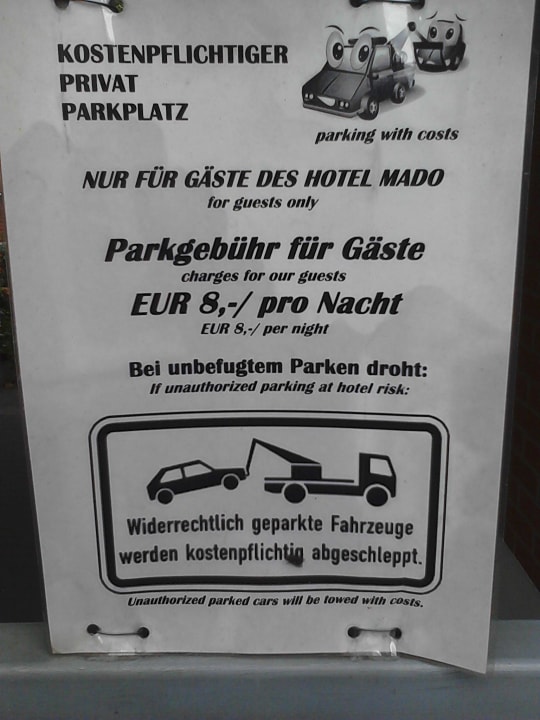 KOSTENPFLICHTIGER
PRIVAT
PARKPLATZ
parking with costs
NUR FÜR GÄSTE DES HOTEL MADO
for guests only
Parkgebühr für Gäste
charges for our guests
EUR 8,-/ pro Nacht
EUR 8,-/ per night
Bei unbefugtem Parken droht:
If unauthorized parking at hotel risk:
Widerrechtlich geparkte Fahrzeuge
werden kostenpflichtig abgeschleppt.
Unauthorized parked cars will be towed with costs.